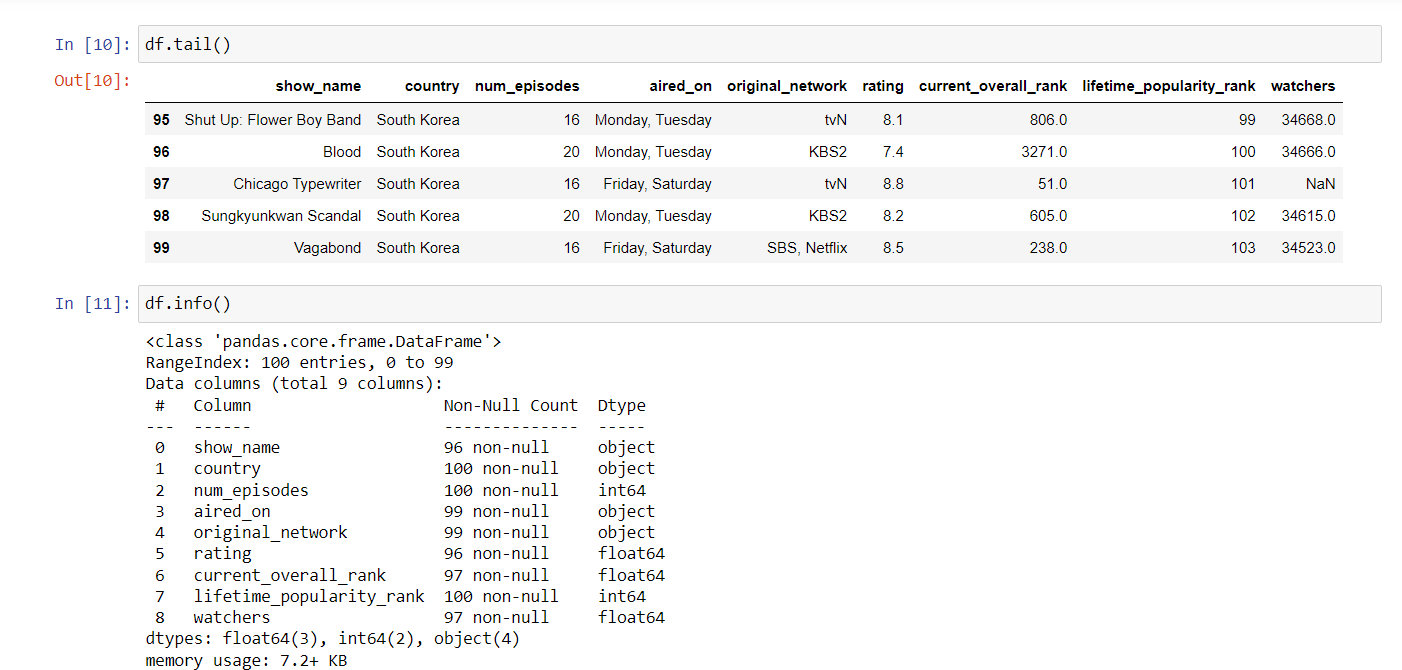 In [10]: df.tail()
Out[10]:
show_name country num_episodes aired_on original_network rating current_overall_rank lifetime_popularity_rank watchers
95 Shut Up: Flower Boy Band South Korea 16 Monday, Tuesday tvN 8.1 806.0 99 34668.0
96 Blood South Korea 20 Monday, Tuesday KBS2 7.4 3271.0 100 34666.0
97 Chicago Typewriter South Korea 16 Friday, Saturday tvN 8.8 51.0 101 NaN
98 Sungkyunkwan Scandal South Korea 20 Monday, Tuesday KBS2 8.2 605.0 102 34615.0
99 Vagabond South Korea 16 Friday, Saturday SBS, Netflix 8.5 238.0 103 34523.0
In [11]: df.info()
<class 'pandas.core.frame.DataFrame'>
RangeIndex: 100 entries, 0 to 99
Data columns (total 9 columns):
# Column Non-Null Count Dtype
--- ------ -------------- -----
0 show_name 96 non-null object
1 country 100 non-null object
2 num_episodes 100 non-null int64
3 aired_on 99 non-null object
4 original_network 99 non-null object
5 rating 96 non-null float64
6 current_overall_rank 97 non-null float64
7 lifetime_popularity_rank 100 non-null int64
8 watchers 97 non-null float64
dtypes: float64(3), int64(2), object(4)
memory usage: 7.2+ KB